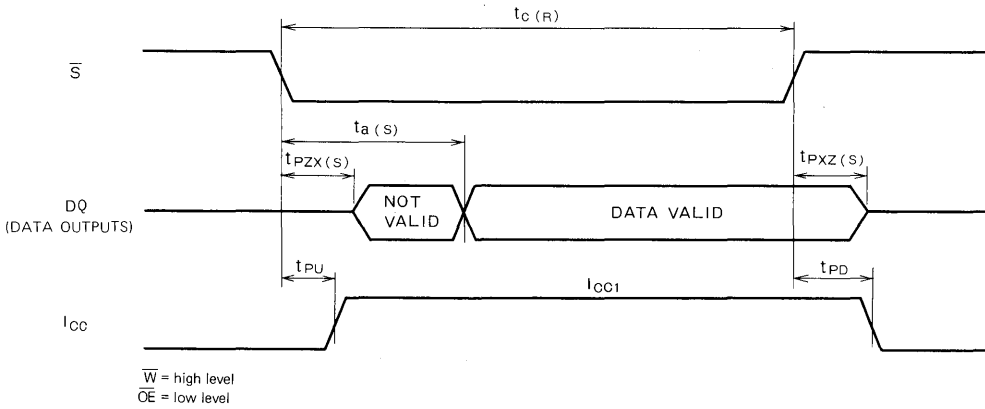 tC (R)
S̅
ta (S)
tPZX (S)
tPXZ (S)
DQ
(DATA OUTPUTS)
NOT
VALID
DATA VALID
tPU
tPD
ICC1
ICC
W̅ = high level
O̅E̅ = low level